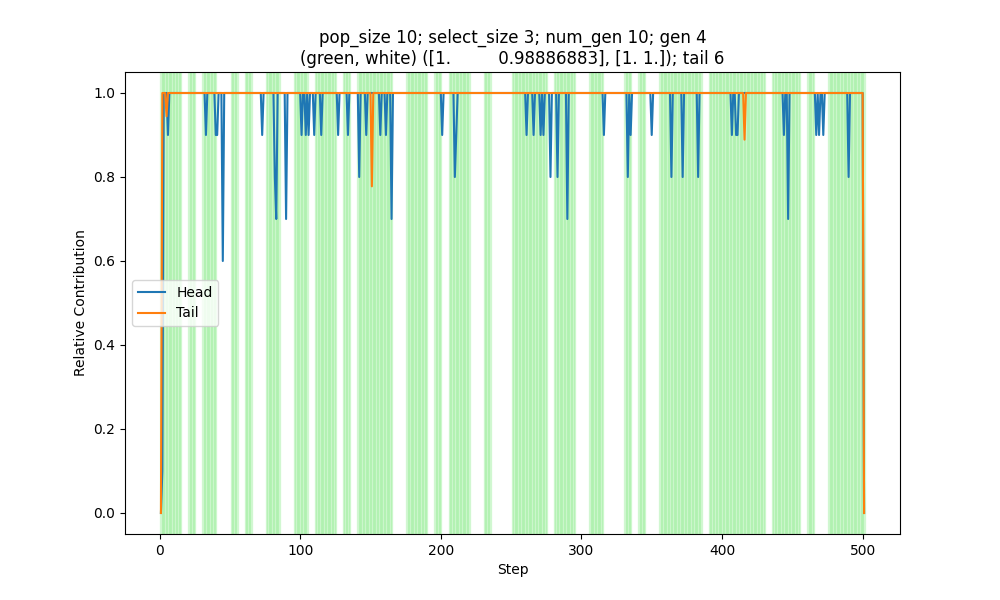 pop_size 10; select_size 3; num_gen 10; gen 4
(green, white) ([1.          0.98886883], [1. 1.]); tail 6
1.0
0.8
0.6
0.4
0.2
0.0
Relative Contribution
Head
Tail
0
100
200
300
400
500
Step